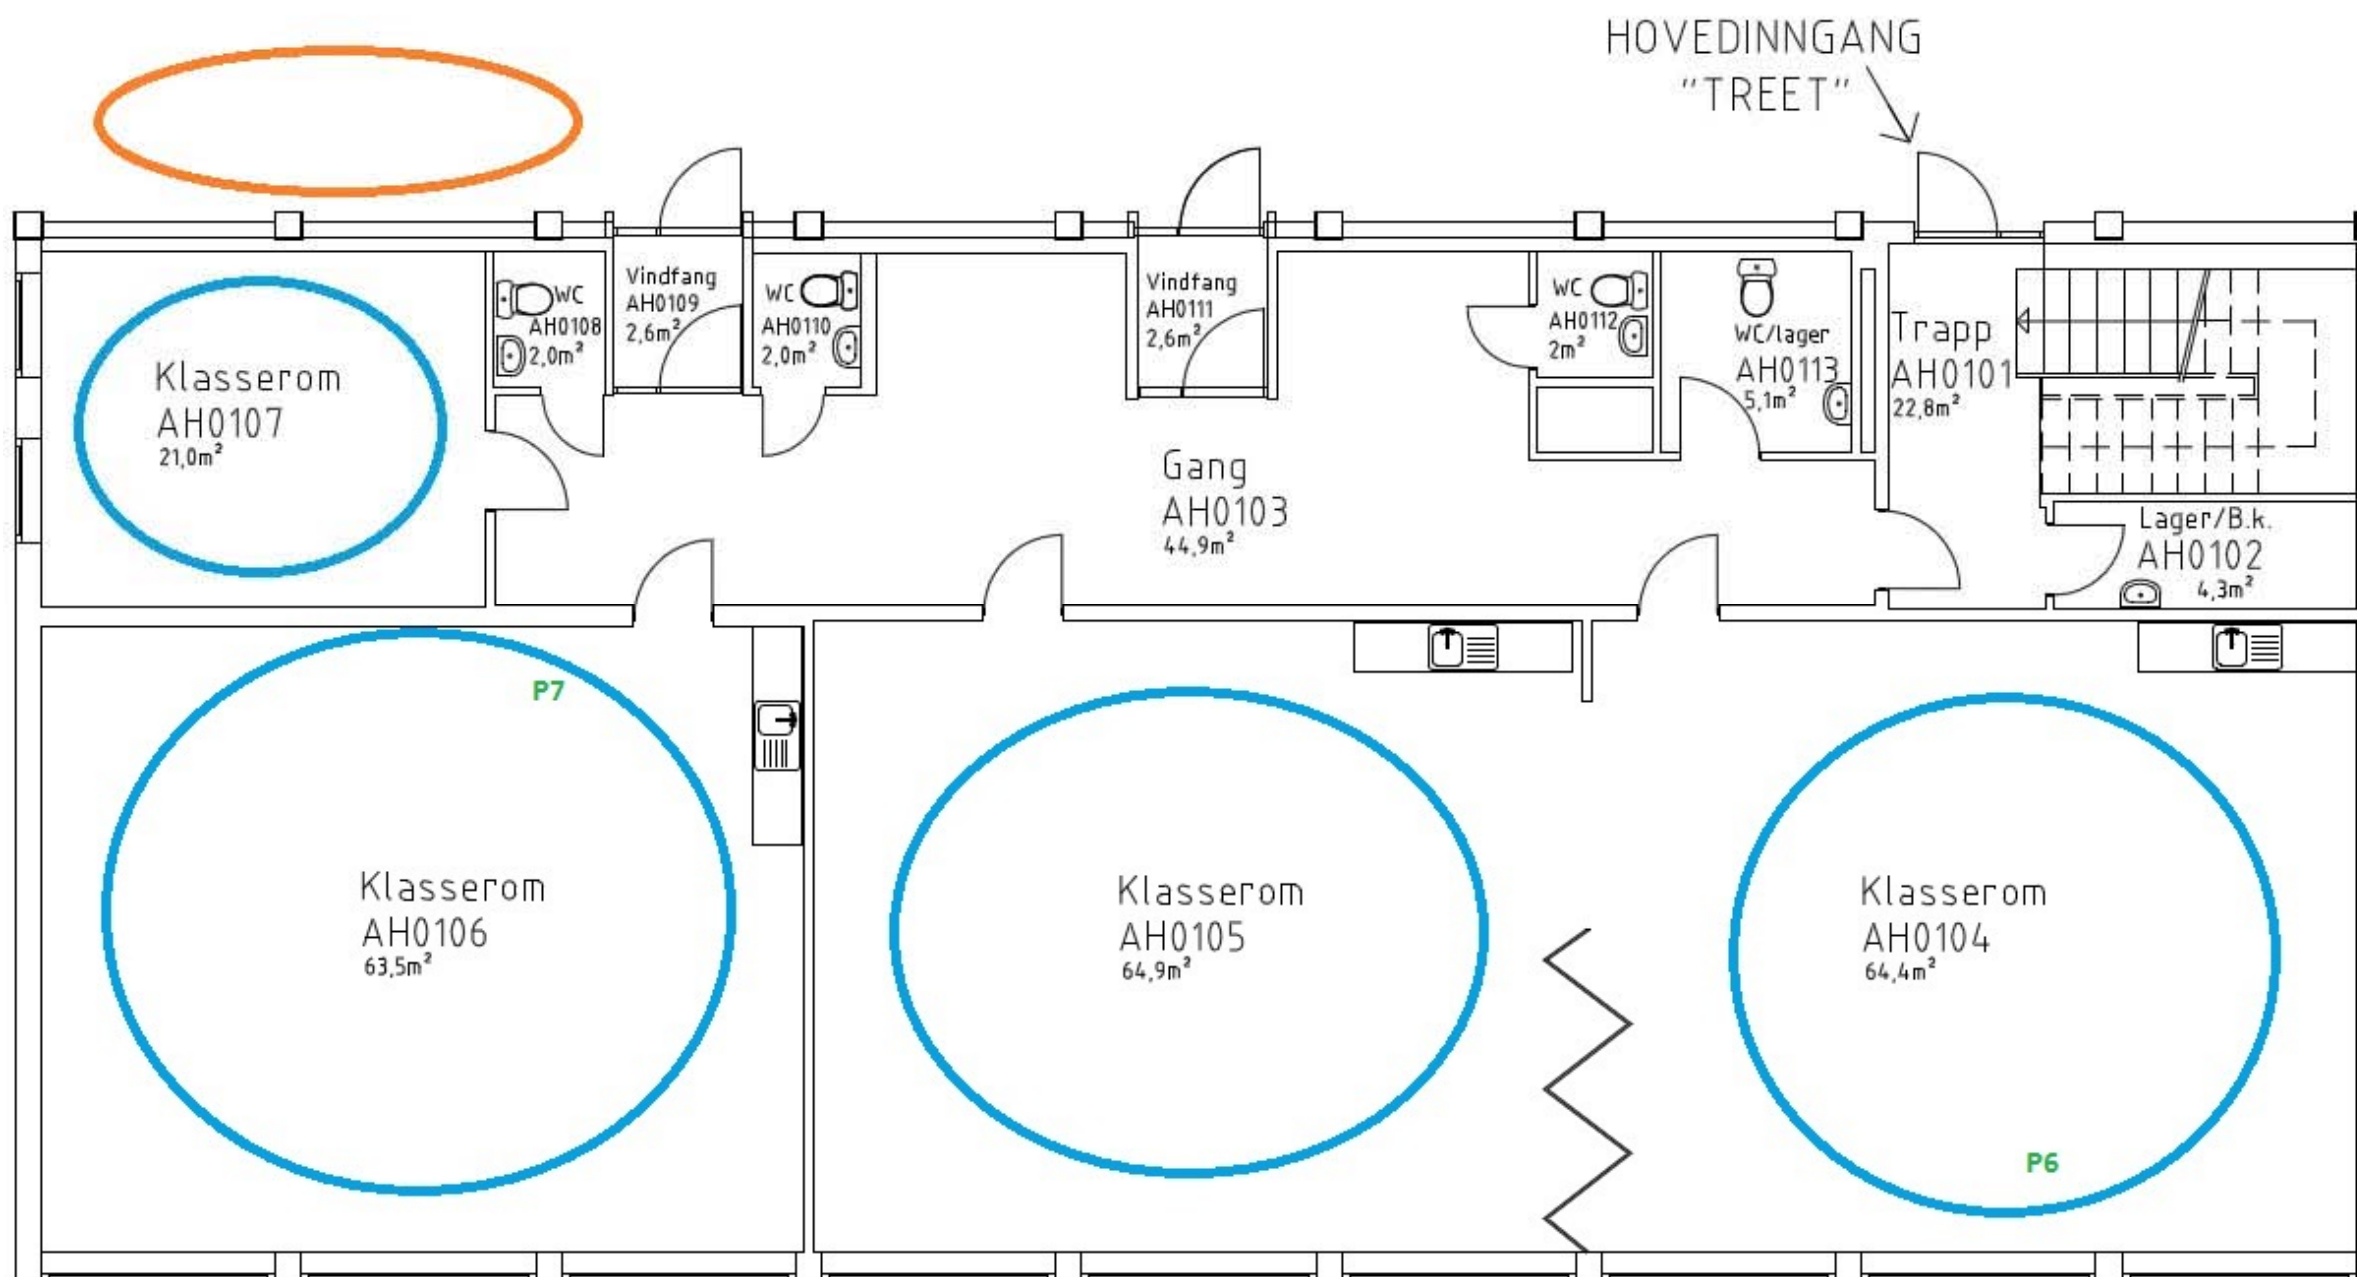 HOVEDINNGANG
"TREET"
Klasserom
AH0107
21,0m²
WC
AH0108
2,0m²
Vindfang
AH0109
2,6m²
WC
AH0110
2,0m²
Vindfang
AH0111
2,6m²
WC
AH0112
2m²
WC/lager
AH0113
5,1m²
Trapp
AH0101
22,8m²
Gang
AH0103
44,9m²
Lager/B.k.
AH0102
4,3m²
P7
Klasserom
AH0106
63,5m²
Klasserom
AH0105
64,9m²
Klasserom
AH0104
64,4m²
P6